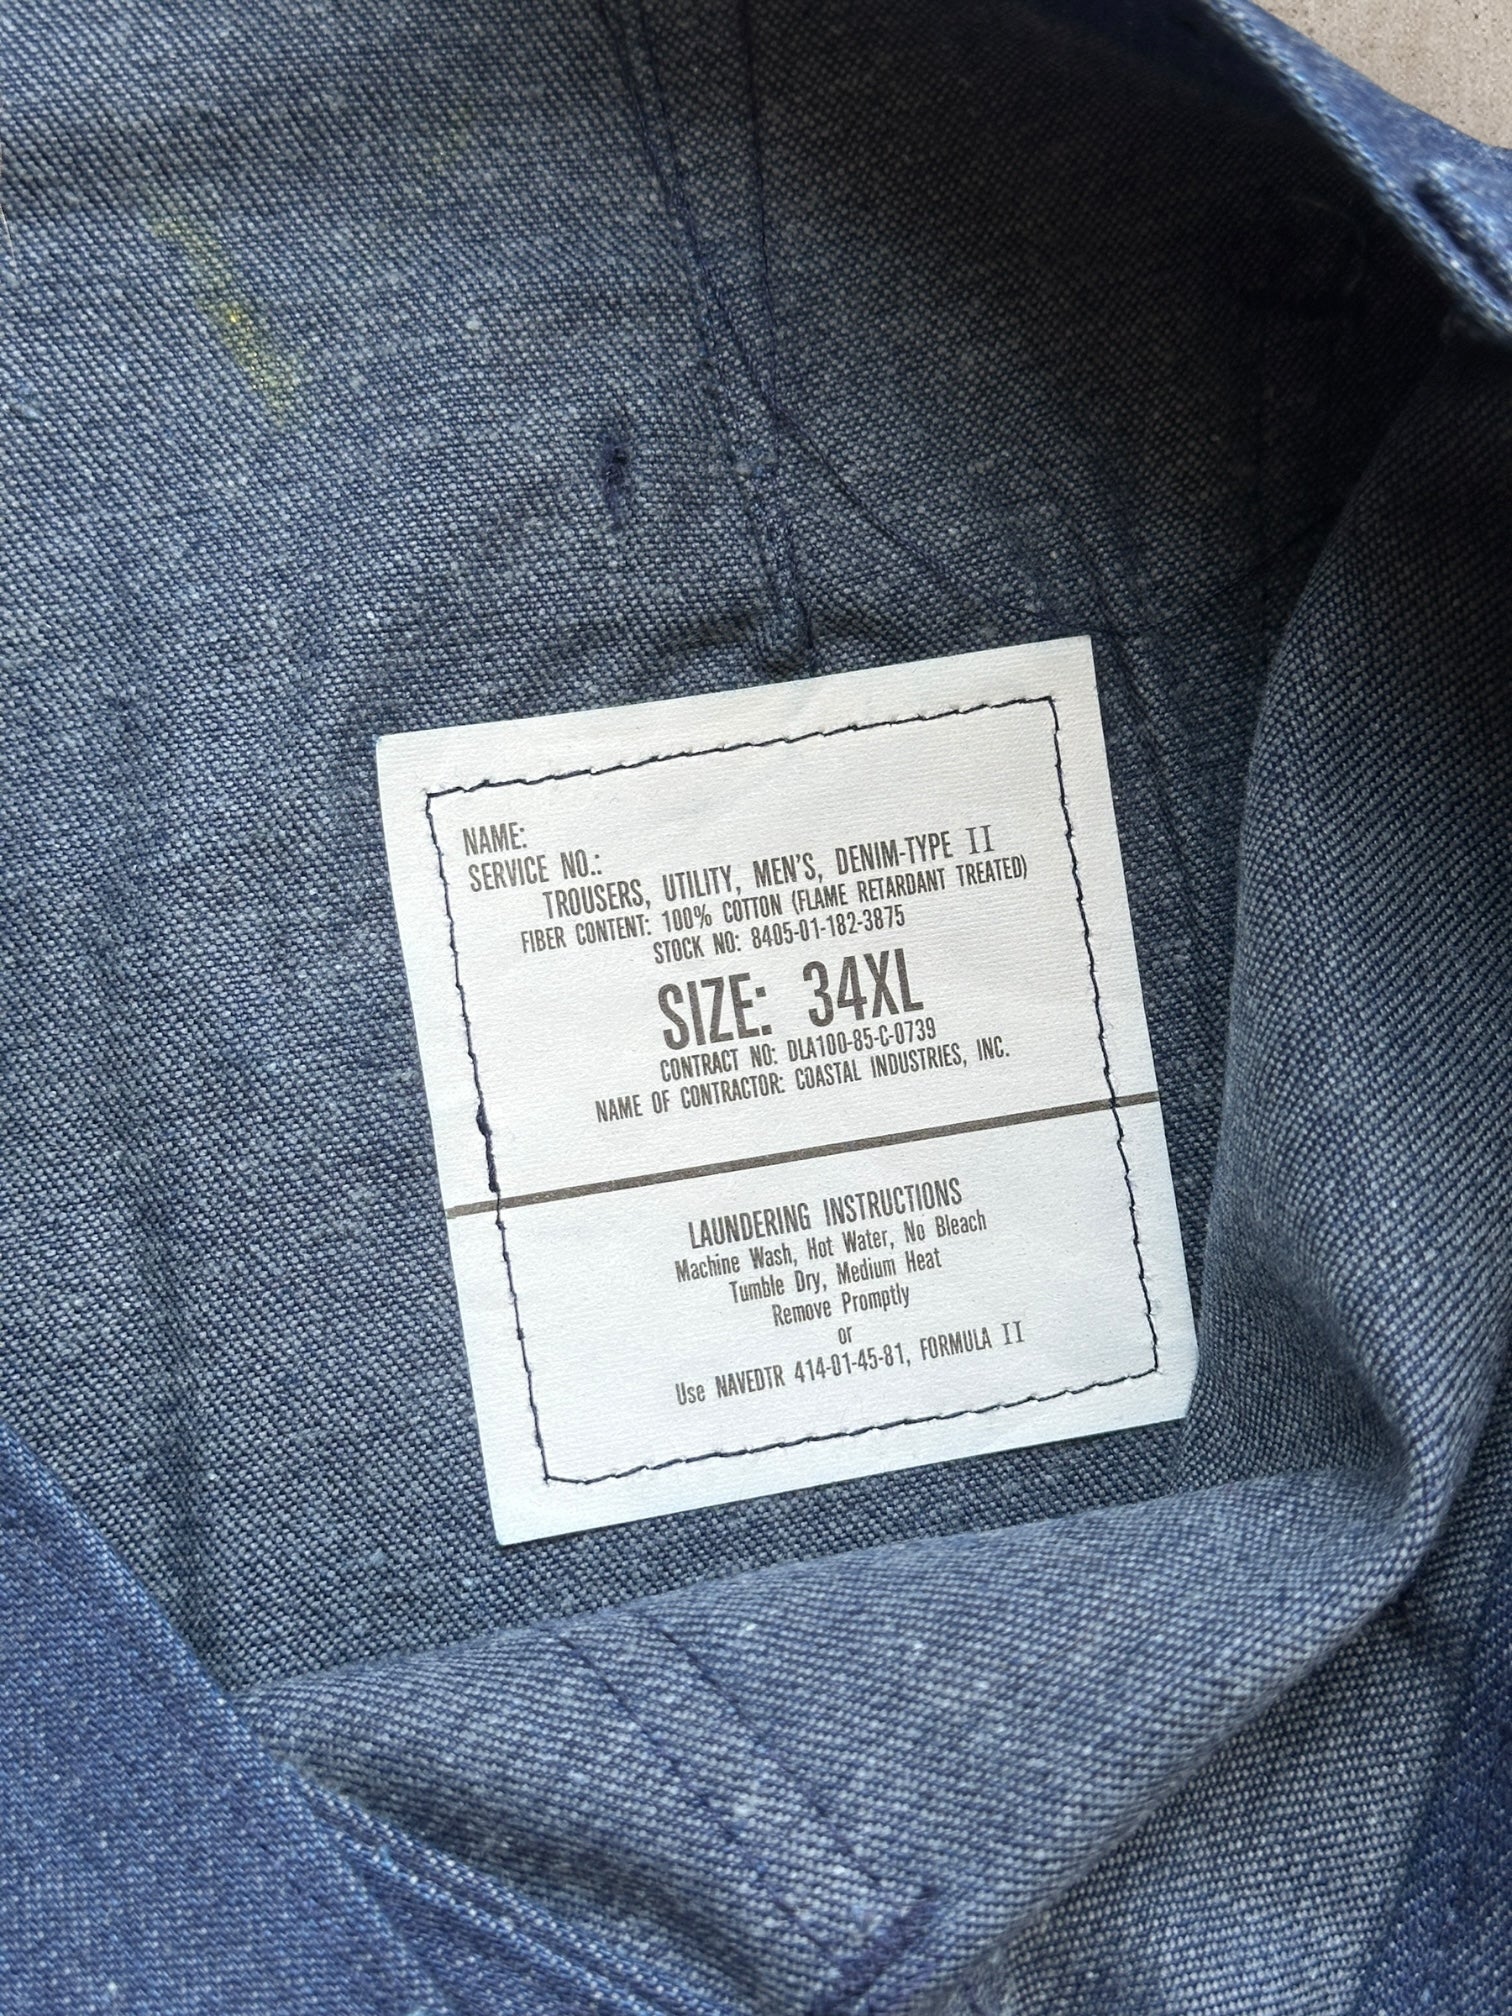 NAME:
SERVICE NO.:
TROUSERS, UTILITY, MEN'S, DENIM-TYPE II
FIBER CONTENT: 100% COTTON (FLAME RETARDANT TREATED)
STOCK NO: 8405-01-182-3875
SIZE: 34XL
CONTRACT NO: DLA100-85-C-0739
NAME OF CONTRACTOR: COASTAL INDUSTRIES, INC.
LAUNDERING INSTRUCTIONS
Machine Wash, Hot Water, No Bleach
Tumble Dry, Medium Heat
Remove Promptly
or
Use NAVEDTR 414-01-45-81, FORMULA II